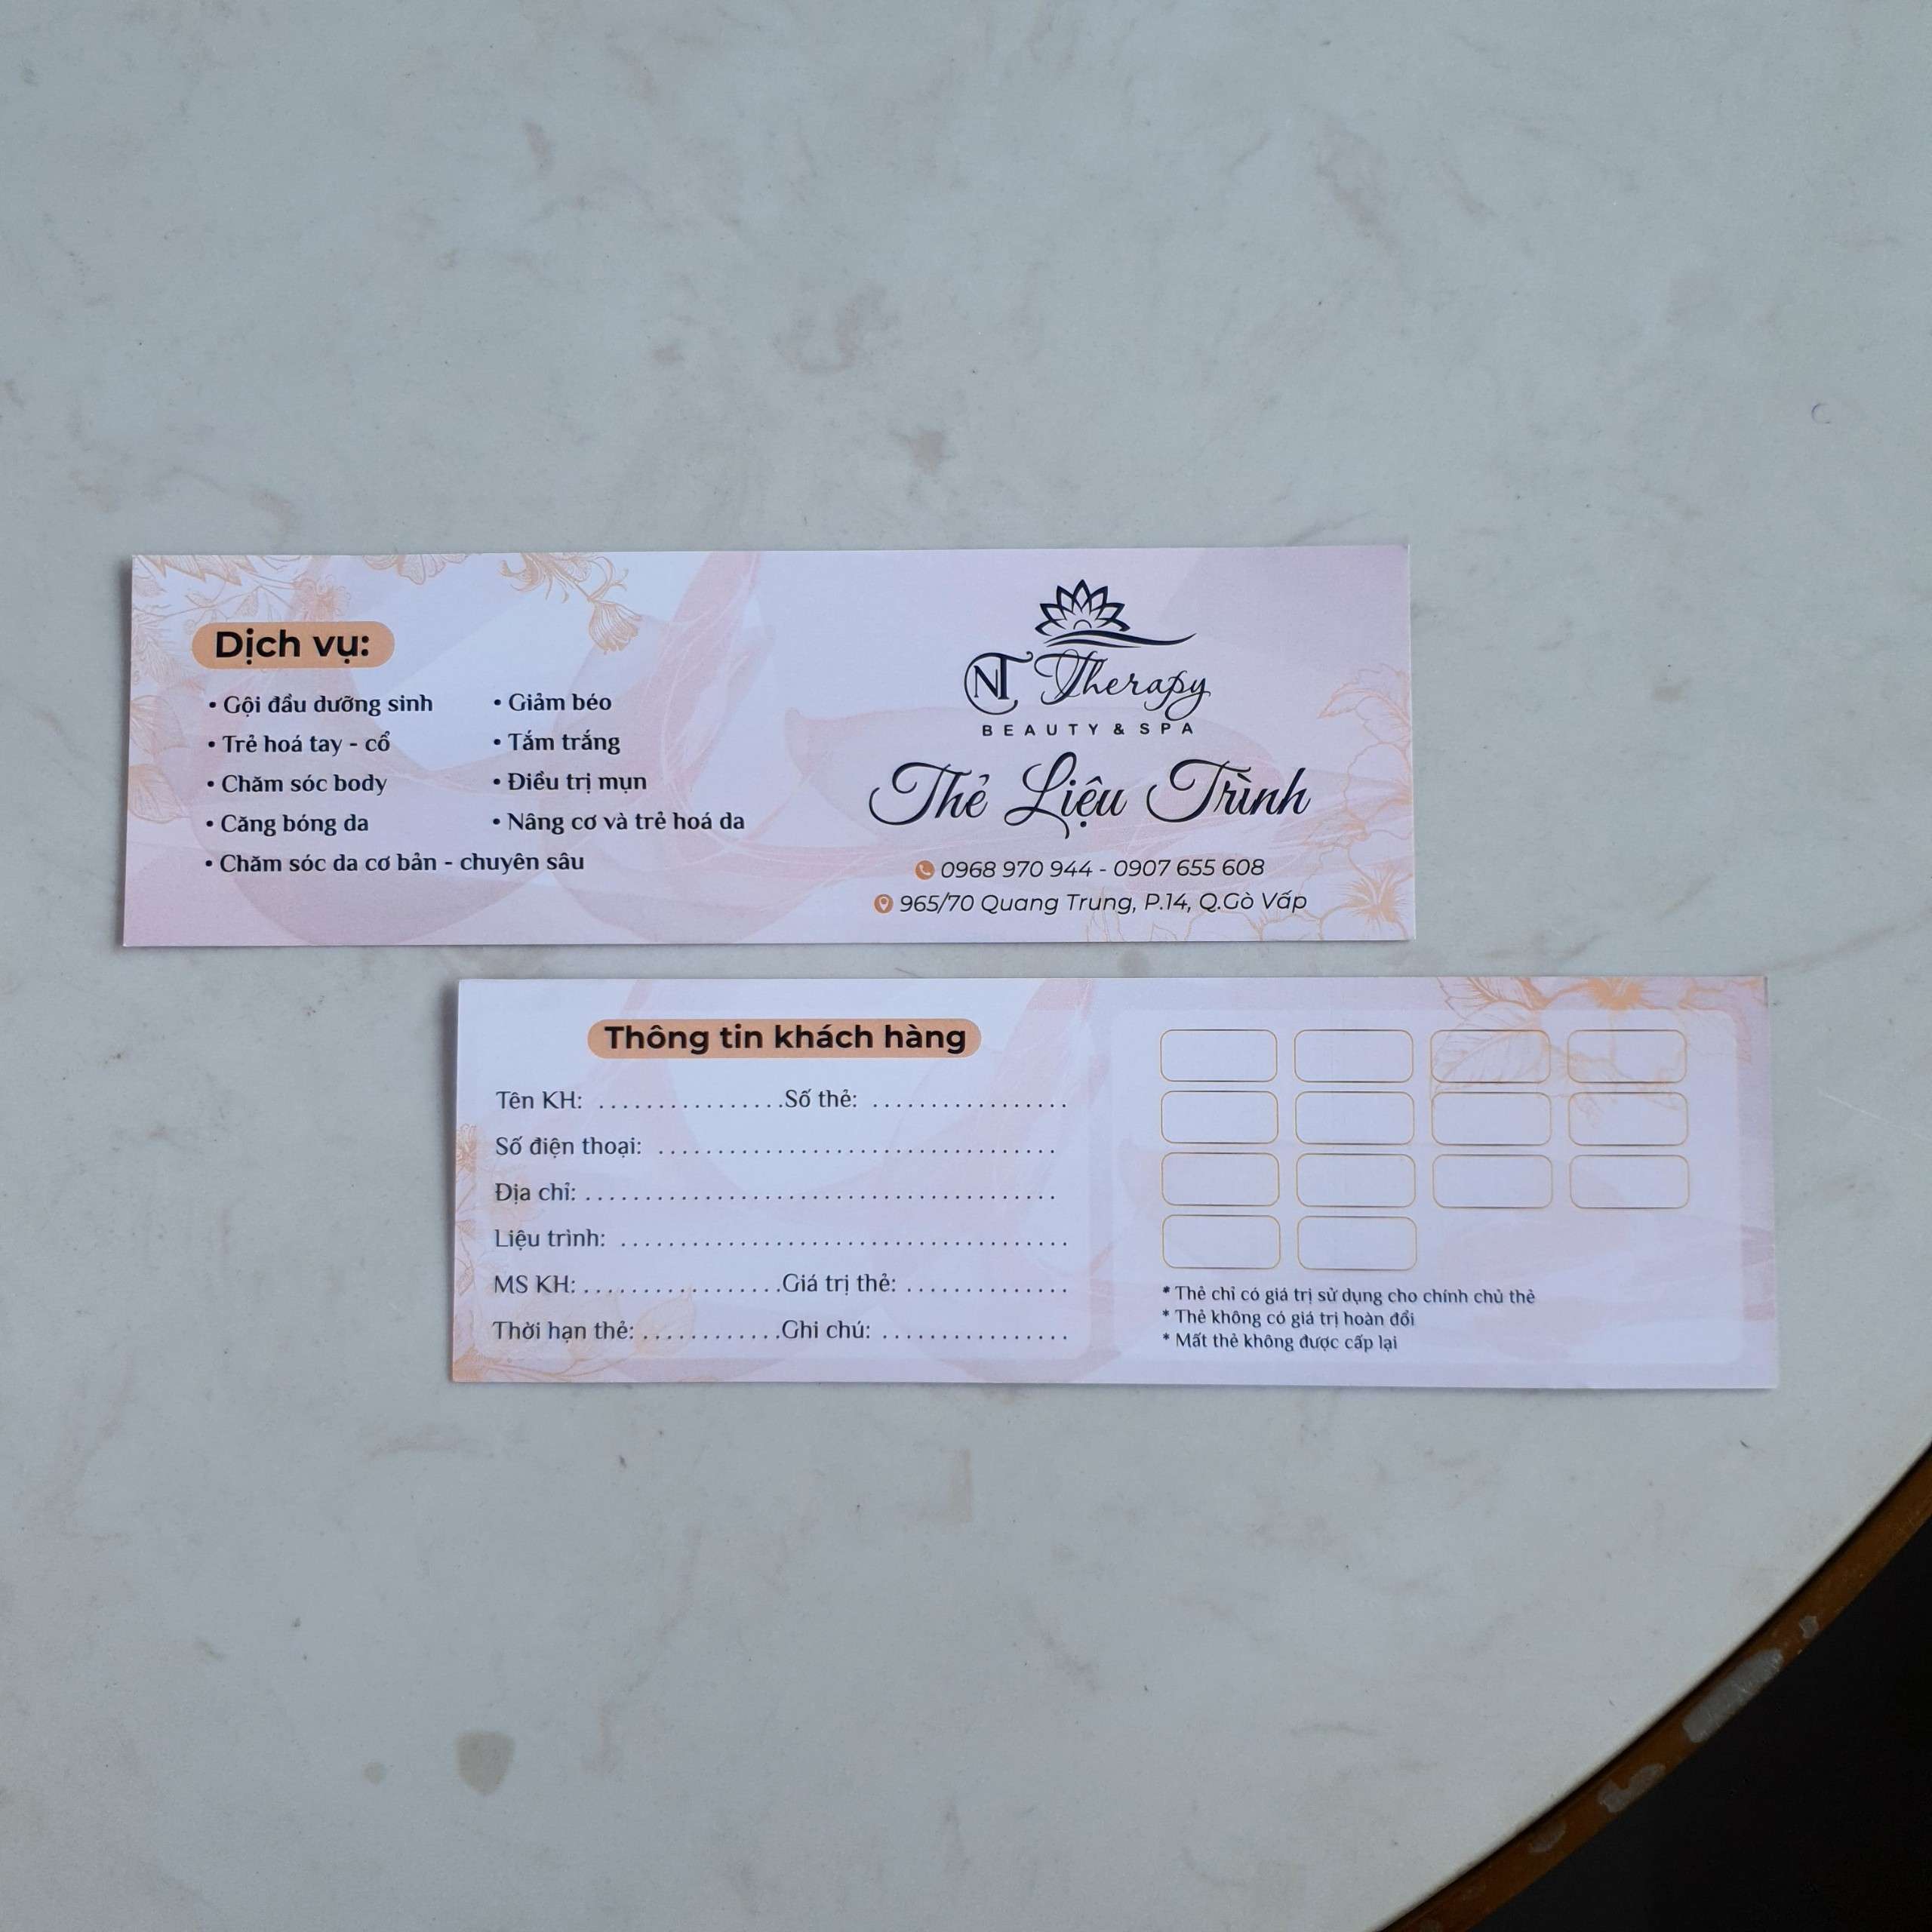 Dịch vụ:
• Gội đầu dưỡng sinh
• Trẻ hoá tay - cổ
• Chăm sóc body
• Căng bóng da
• Chăm sóc da cơ bản - chuyên sâu
• Giảm béo
• Tắm trắng
• Điều trị mụn
• Nâng cơ và trẻ hoá da
NT Therapy
BEAUTY & SPA
Thẻ Liệu Trình
0968 970 944 - 0907 655 608
965/70 Quang Trung, P.14, Q.Gò Vấp
Thông tin khách hàng
Tên KH: ................Số thẻ: .................
Số điện thoại: ..................................
Địa chỉ: ........................................
Liệu trình: ......................................
MS KH: .................Giá trị thẻ: ..............
Thời hạn thẻ: ............Ghi chú: ................
* Thẻ chỉ có giá trị sử dụng cho chính chủ thẻ
* Thẻ không có giá trị hoàn đổi
* Mất thẻ không được cấp lại